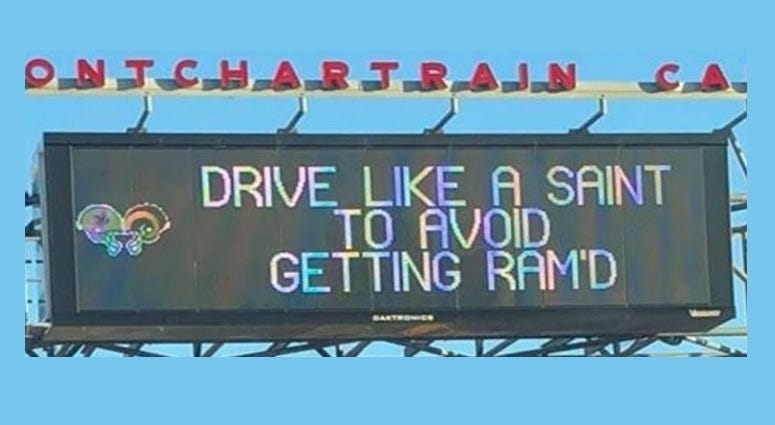 ONTCHARTRAIN CA
DRIVE LIKE A SAINT
TO AVOID
GETTING RAM'D
DAKTRONICS